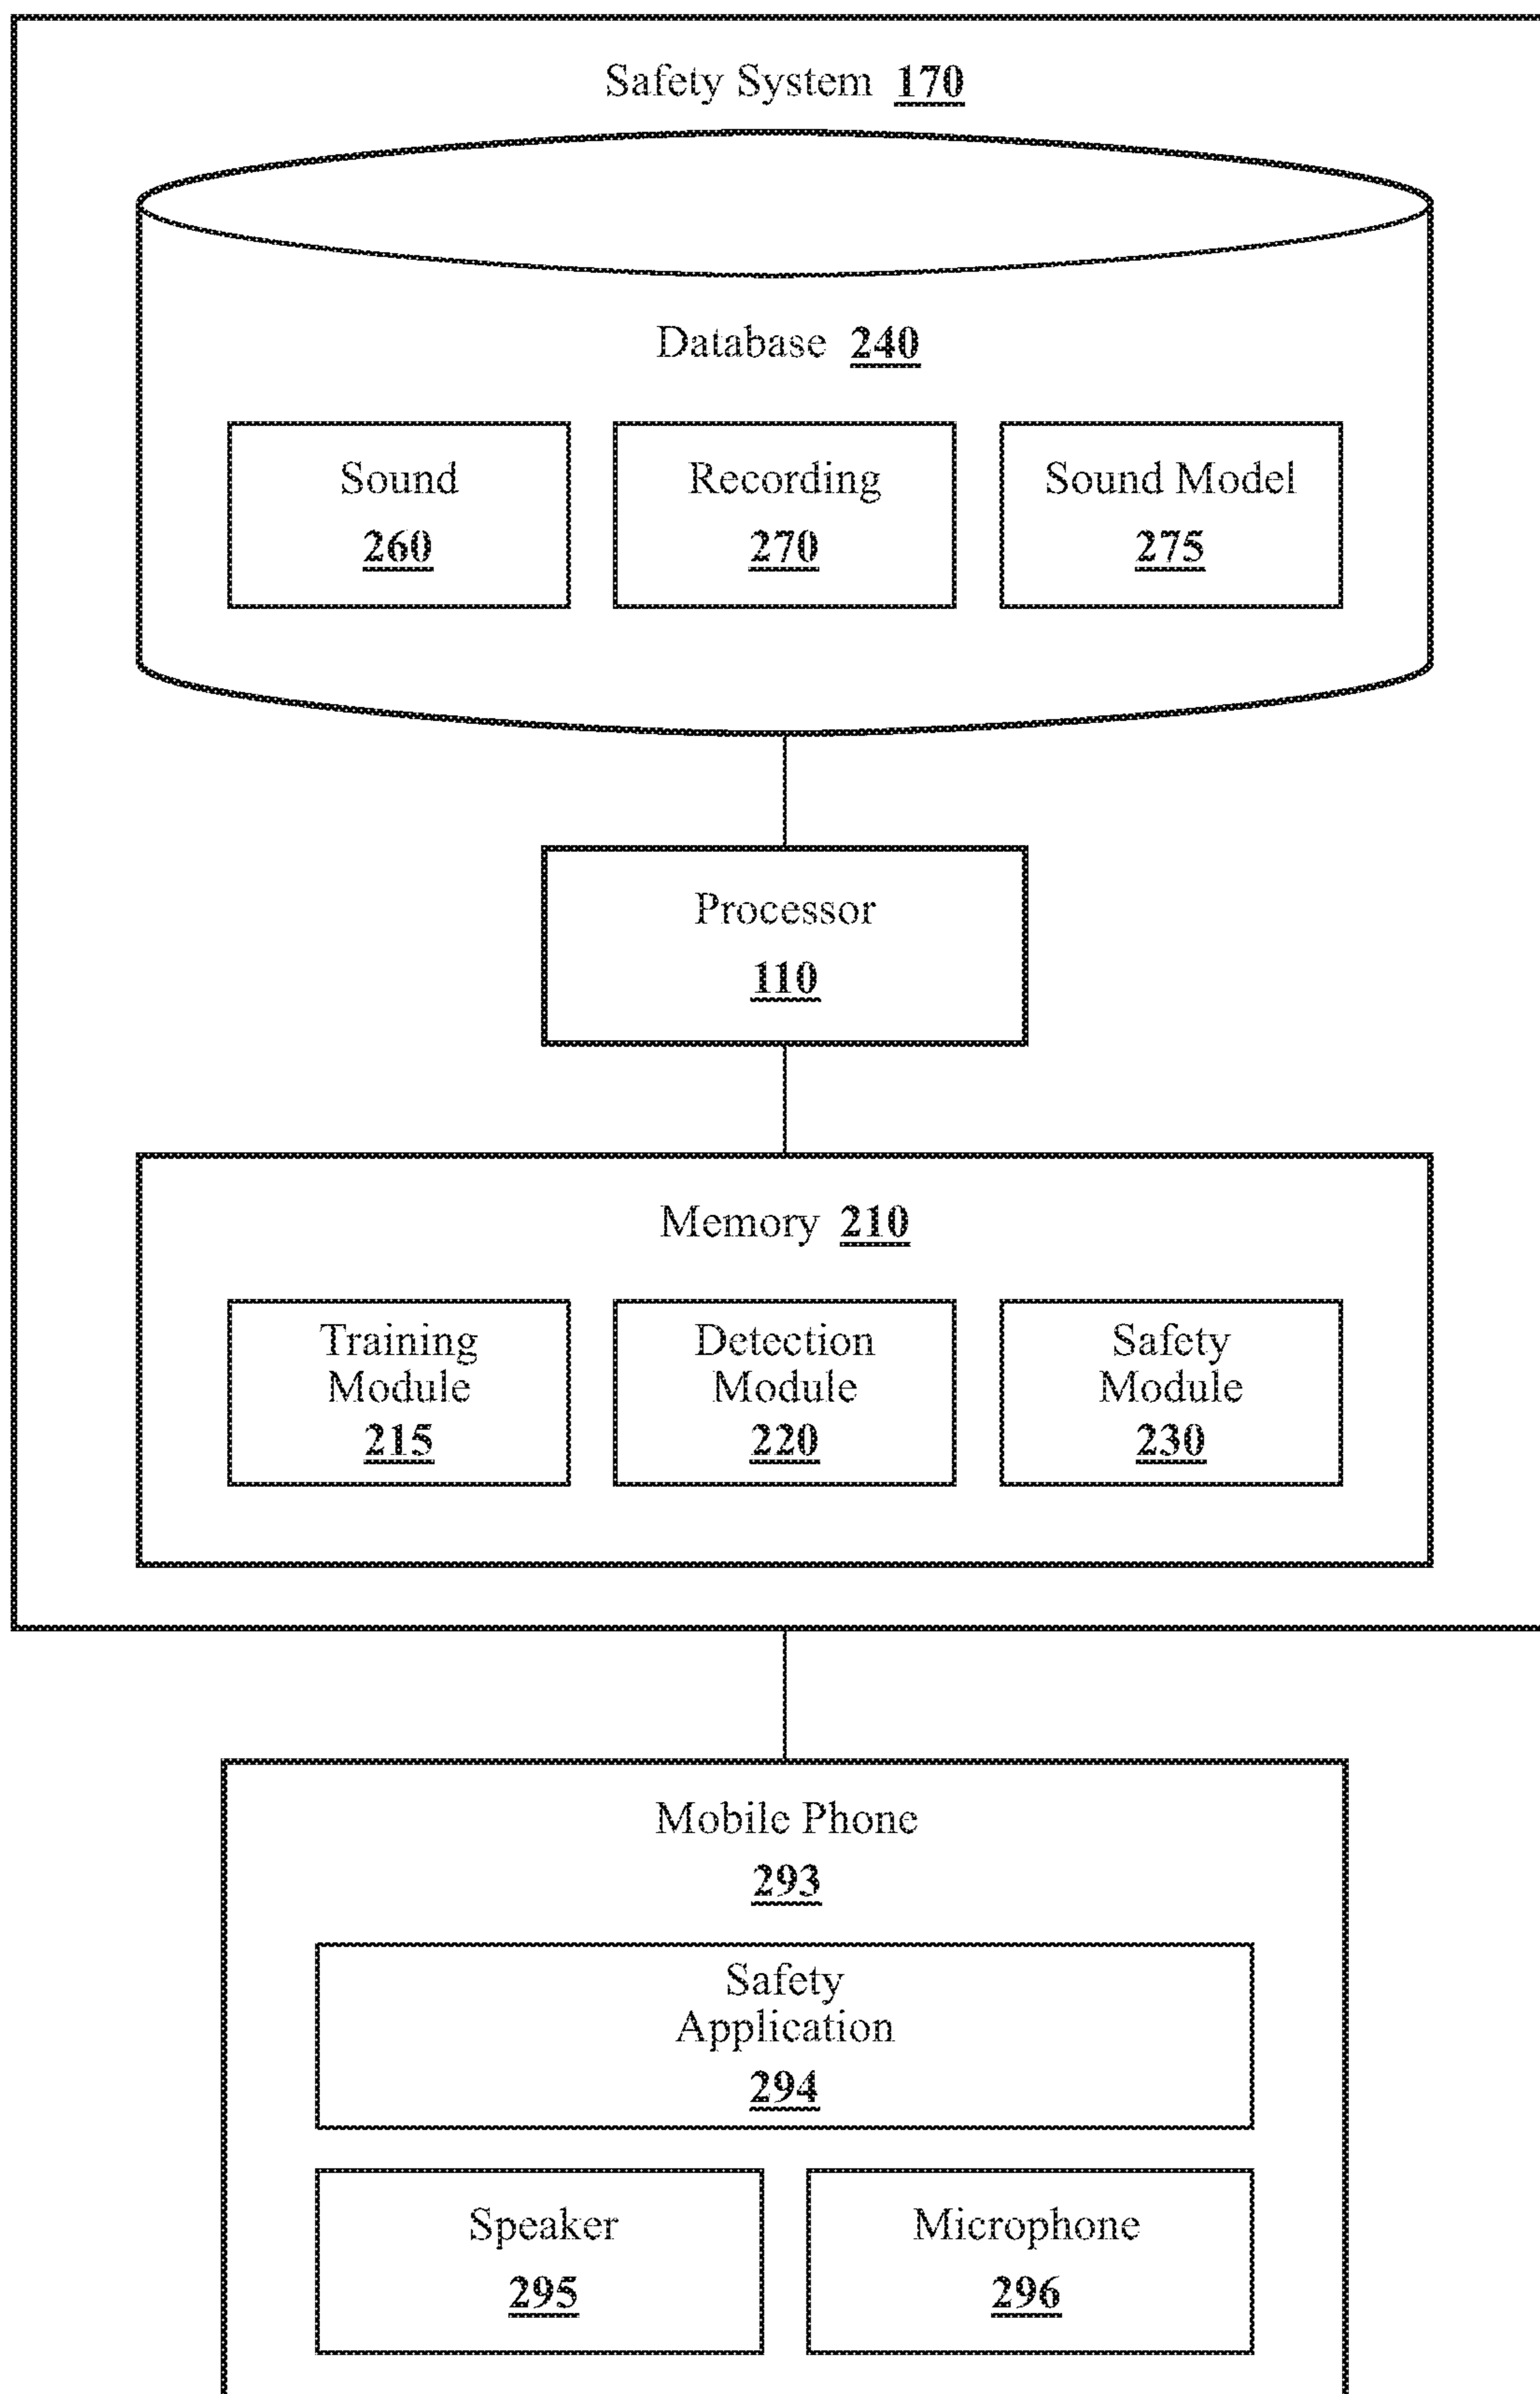 Safety System 170
Database 240
Sound
260
Recording
270
Sound Model
275
Processor
110
Memory 210
Training
Module
215
Detection
Module
220
Safety
Module
230
Mobile Phone
293
Safety
Application
294
Speaker
295
Microphone
296